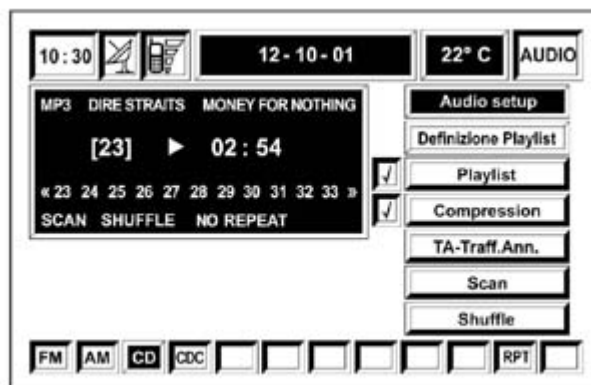 10:30 12-10-01 22° C AUDIO
MP3 DIRE STRAITS MONEY FOR NOTHING
[23] ▶ 02:54
« 23 24 25 26 27 28 29 30 31 32 33 »
SCAN SHUFFLE NO REPEAT
Audio setup
Definizione Playlist
√ Playlist
√ Compression
TA-Traff.Ann.
Scan
Shuffle
FM AM CD CDC RPT